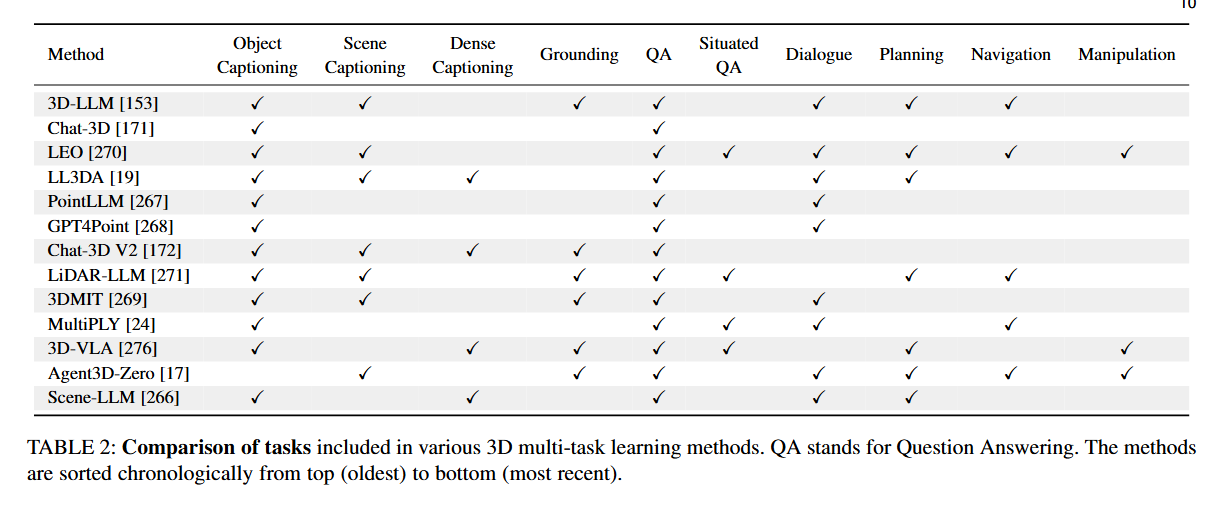 10
Method Object Captioning Scene Captioning Dense Captioning Grounding QA Situated QA Dialogue Planning Navigation Manipulation
3D-LLM [153] ✓ ✓ ✓ ✓ ✓ ✓ ✓
Chat-3D [171] ✓ ✓
LEO [270] ✓ ✓ ✓ ✓ ✓ ✓ ✓ ✓
LL3DA [19] ✓ ✓ ✓ ✓ ✓ ✓
PointLLM [267] ✓ ✓ ✓
GPT4Point [268] ✓ ✓ ✓
Chat-3D V2 [172] ✓ ✓ ✓ ✓ ✓
LiDAR-LLM [271] ✓ ✓ ✓ ✓ ✓ ✓ ✓
3DMIT [269] ✓ ✓ ✓ ✓ ✓
MultiPLY [24] ✓ ✓ ✓ ✓ ✓
3D-VLA [276] ✓ ✓ ✓ ✓ ✓ ✓ ✓
Agent3D-Zero [17] ✓ ✓ ✓ ✓ ✓ ✓ ✓
Scene-LLM [266] ✓ ✓ ✓ ✓ ✓
TABLE 2: Comparison of tasks included in various 3D multi-task learning methods. QA stands for Question Answering. The methods
are sorted chronologically from top (oldest) to bottom (most recent).